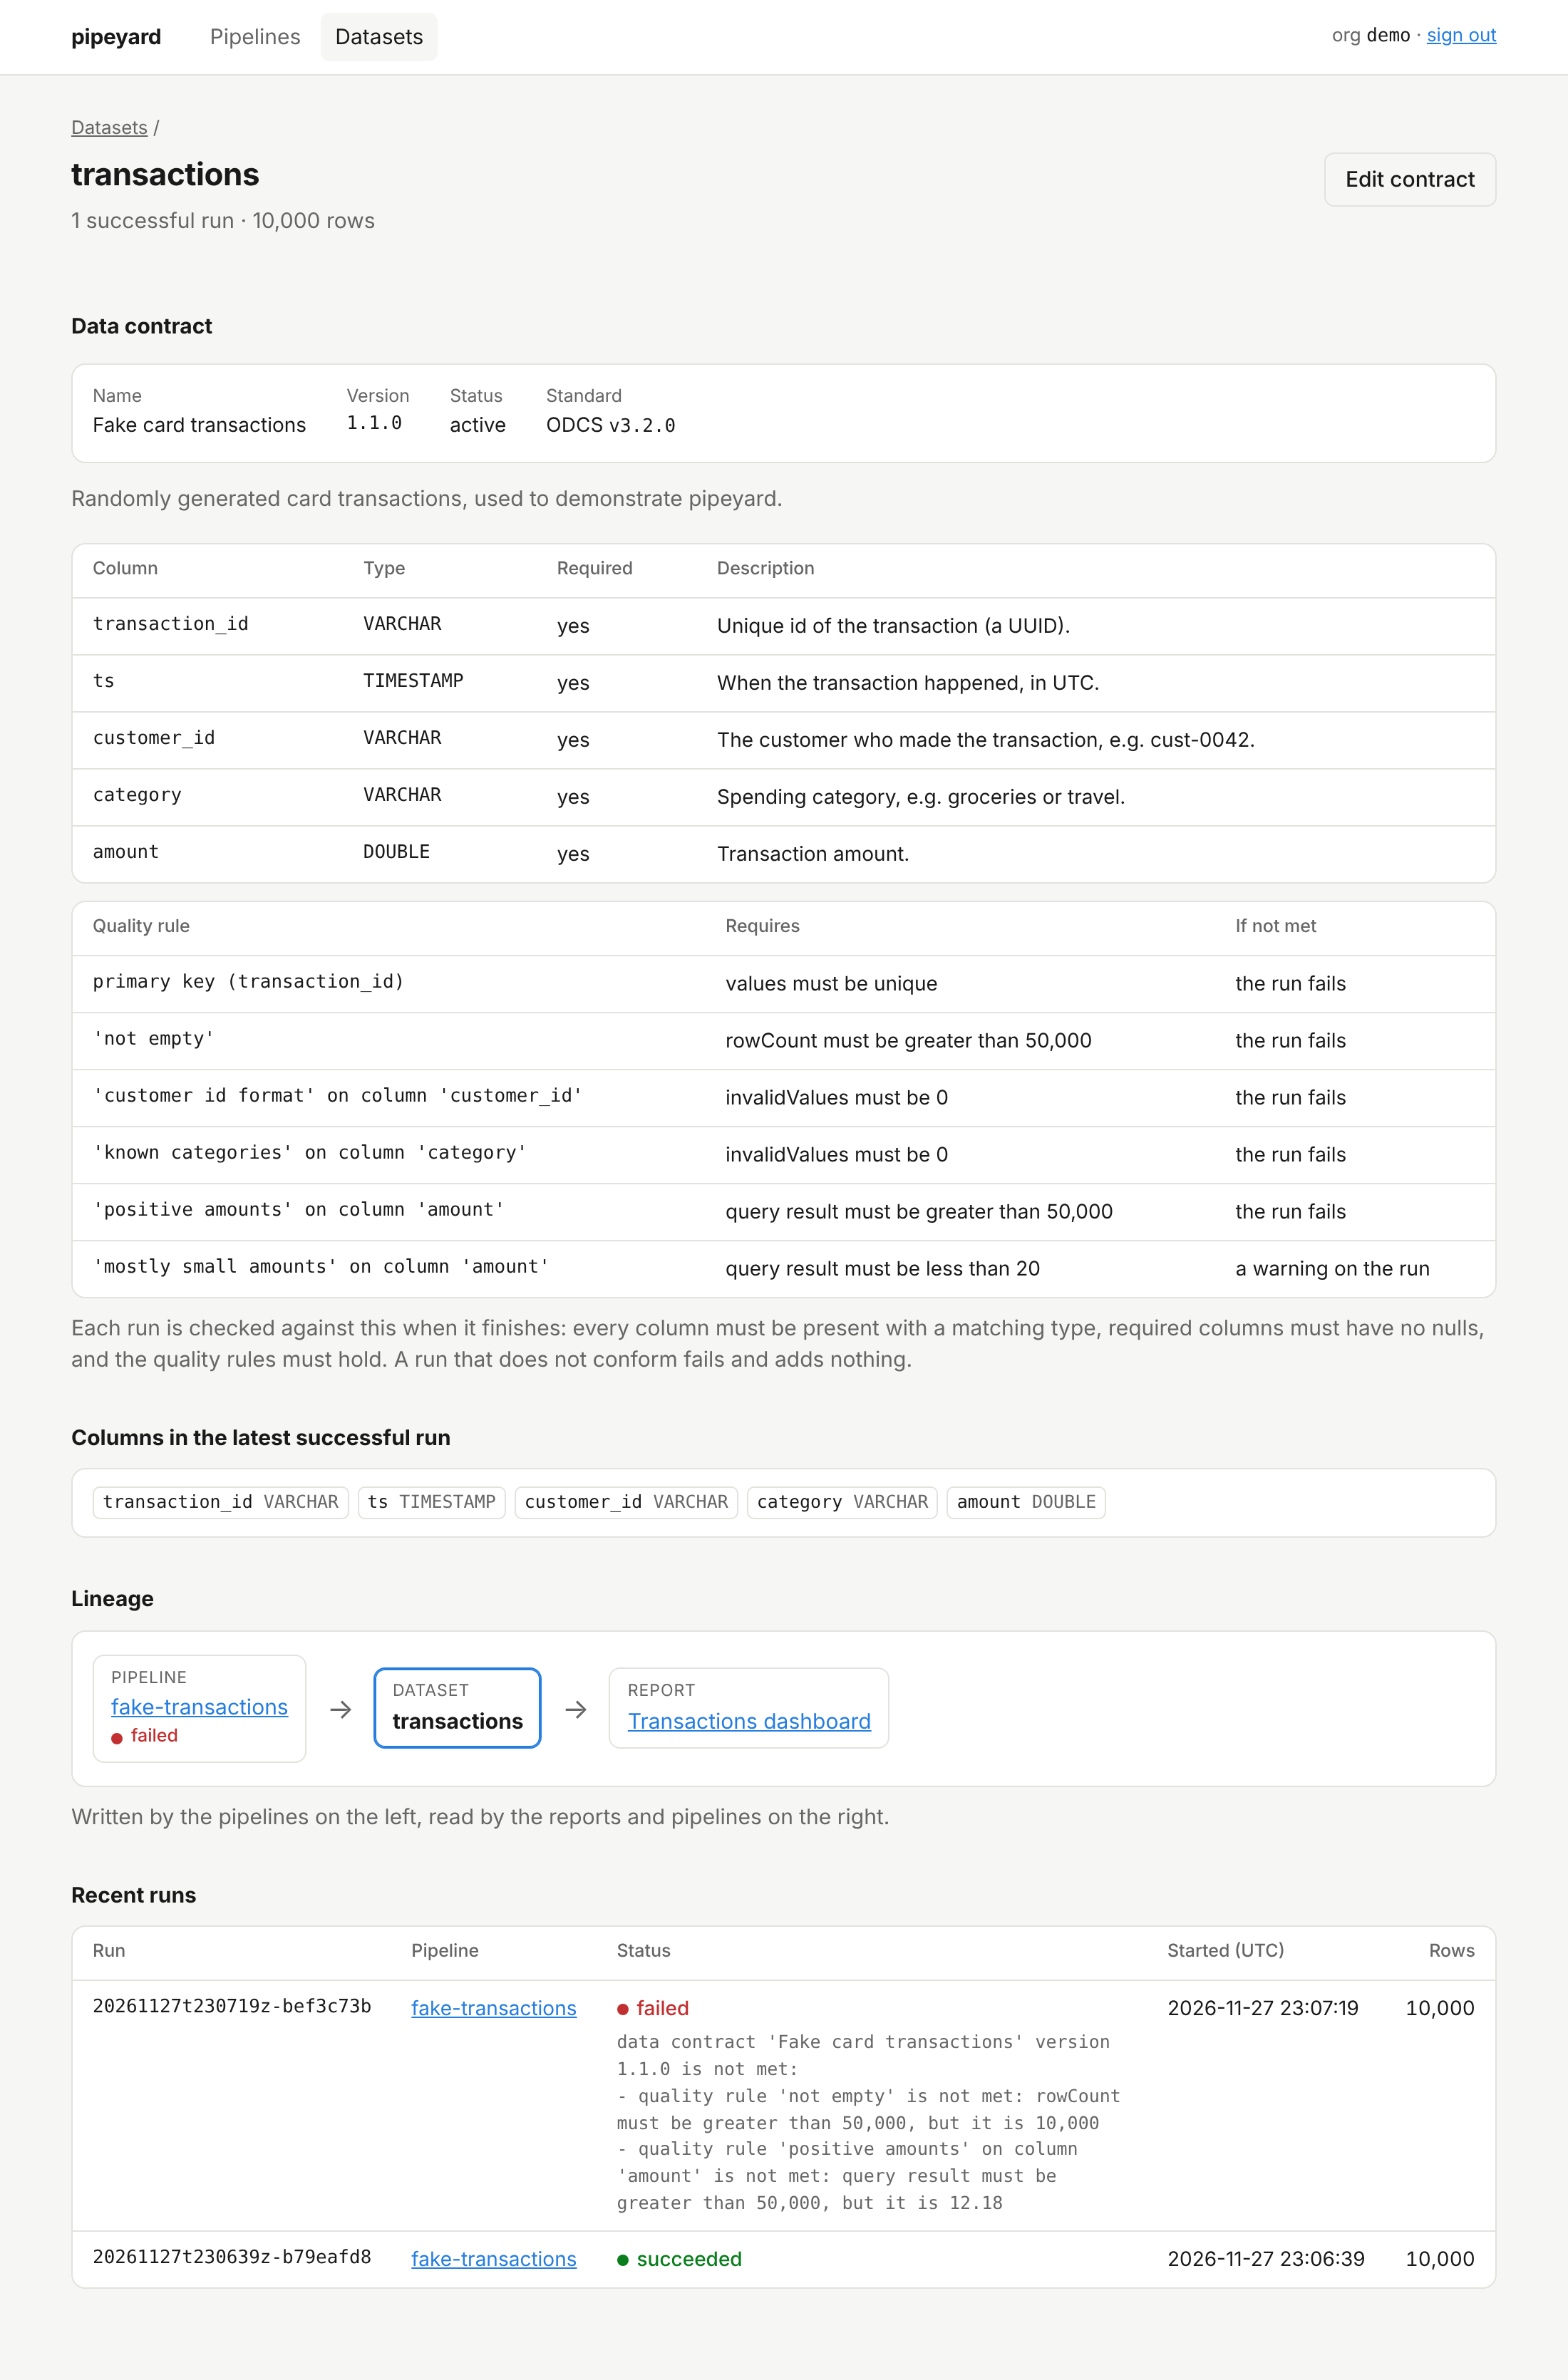 pipeyard Pipelines Datasets org demo · sign out
Datasets /
transactions
Edit contract
1 successful run · 10,000 rows
Data contract
Name Version Status Standard
Fake card transactions 1.1.0 active ODCS v3.2.0
Randomly generated card transactions, used to demonstrate pipeyard.
Column Type Required Description
transaction_id VARCHAR yes Unique id of the transaction (a UUID).
ts TIMESTAMP yes When the transaction happened, in UTC.
customer_id VARCHAR yes The customer who made the transaction, e.g. cust-0042.
category VARCHAR yes Spending category, e.g. groceries or travel.
amount DOUBLE yes Transaction amount.
Quality rule Requires If not met
primary key (transaction_id) values must be unique the run fails
'not empty' rowCount must be greater than 50,000 the run fails
'customer id format' on column 'customer_id' invalidValues must be 0 the run fails
'known categories' on column 'category' invalidValues must be 0 the run fails
'positive amounts' on column 'amount' query result must be greater than 50,000 the run fails
'mostly small amounts' on column 'amount' query result must be less than 20 a warning on the run
Each run is checked against this when it finishes: every column must be present with a matching type, required columns must have no nulls,
and the quality rules must hold. A run that does not conform fails and adds nothing.
Columns in the latest successful run
transaction_id VARCHAR ts TIMESTAMP customer_id VARCHAR category VARCHAR amount DOUBLE
Lineage
PIPELINE
fake-transactions
failed
→
DATASET
transactions
→
REPORT
Transactions dashboard
Written by the pipelines on the left, read by the reports and pipelines on the right.
Recent runs
Run Pipeline Status Started (UTC) Rows
20261127t230719z-bef3c73b fake-transactions failed 2026-11-27 23:07:19 10,000
data contract 'Fake card transactions' version
1.1.0 is not met:
- quality rule 'not empty' is not met: rowCount
must be greater than 50,000, but it is 10,000
- quality rule 'positive amounts' on column
'amount' is not met: query result must be
greater than 50,000, but it is 12.18
20261127t230639z-b79eafd8 fake-transactions succeeded 2026-11-27 23:06:39 10,000